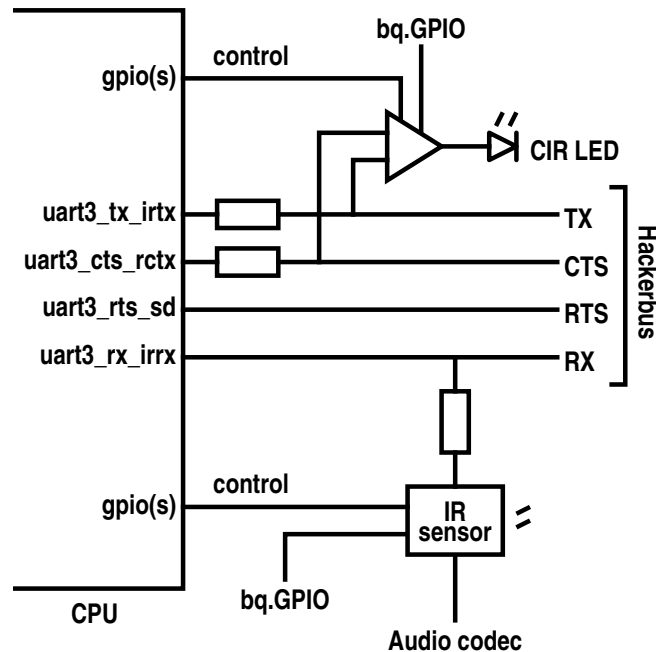 bq.GPIO
gpio(s)
control
CIR LED
uart3_tx_irtx
TX
uart3_cts_rctx
CTS
uart3_rts_sd
RTS
uart3_rx_irrx
RX
Hackerbus
gpio(s)
control
IR
sensor
bq.GPIO
CPU
Audio codec